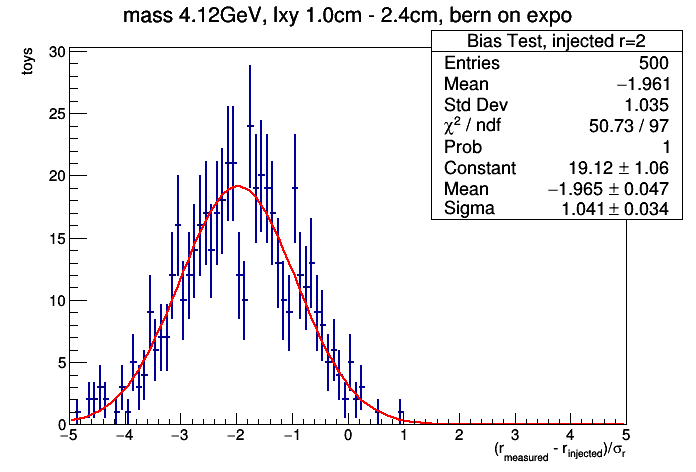 mass 4.12GeV, lxy 1.0cm - 2.4cm, bern on expo
Bias Test, injected r=2
Entries 500
Mean −1.961
Std Dev 1.035
χ² / ndf 50.73 / 97
Prob 1
Constant 19.12 ± 1.06
Mean −1.965 ± 0.047
Sigma 1.041 ± 0.034
toys
30
25
20
15
10
5
0
−5 −4 −3 −2 −1 0 1 2 3 4 5
(r_measured - r_injected)/σ_r